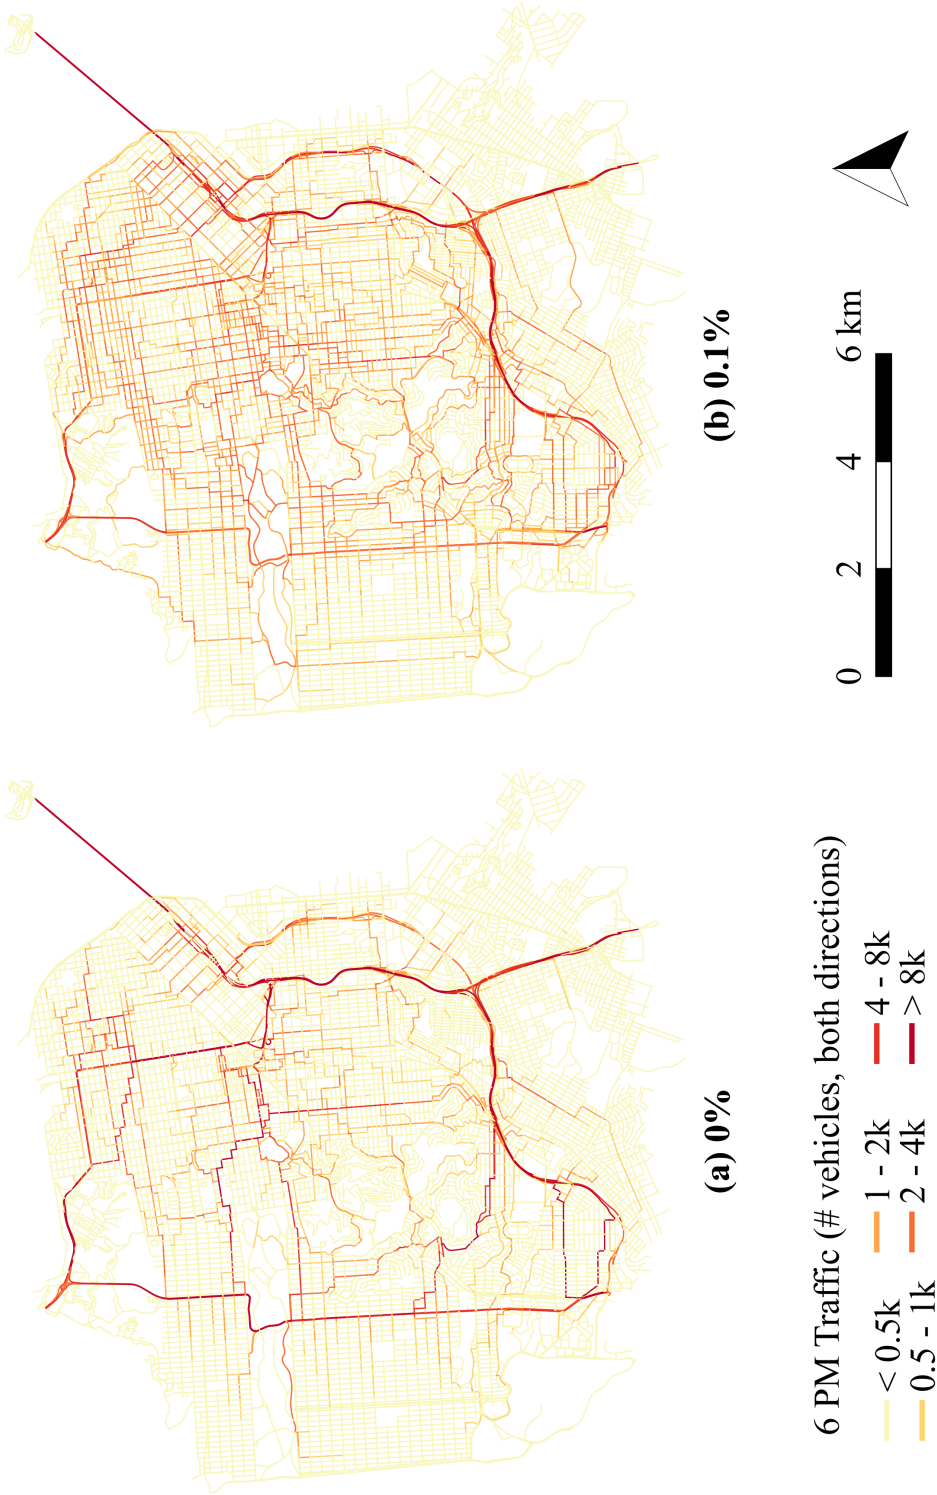 (a) 0%
(b) 0.1%
6 PM Traffic (# vehicles, both directions)
< 0.5k 1 - 2k 4 - 8k
0.5 - 1k 2 - 4k > 8k
0 2 4 6 km